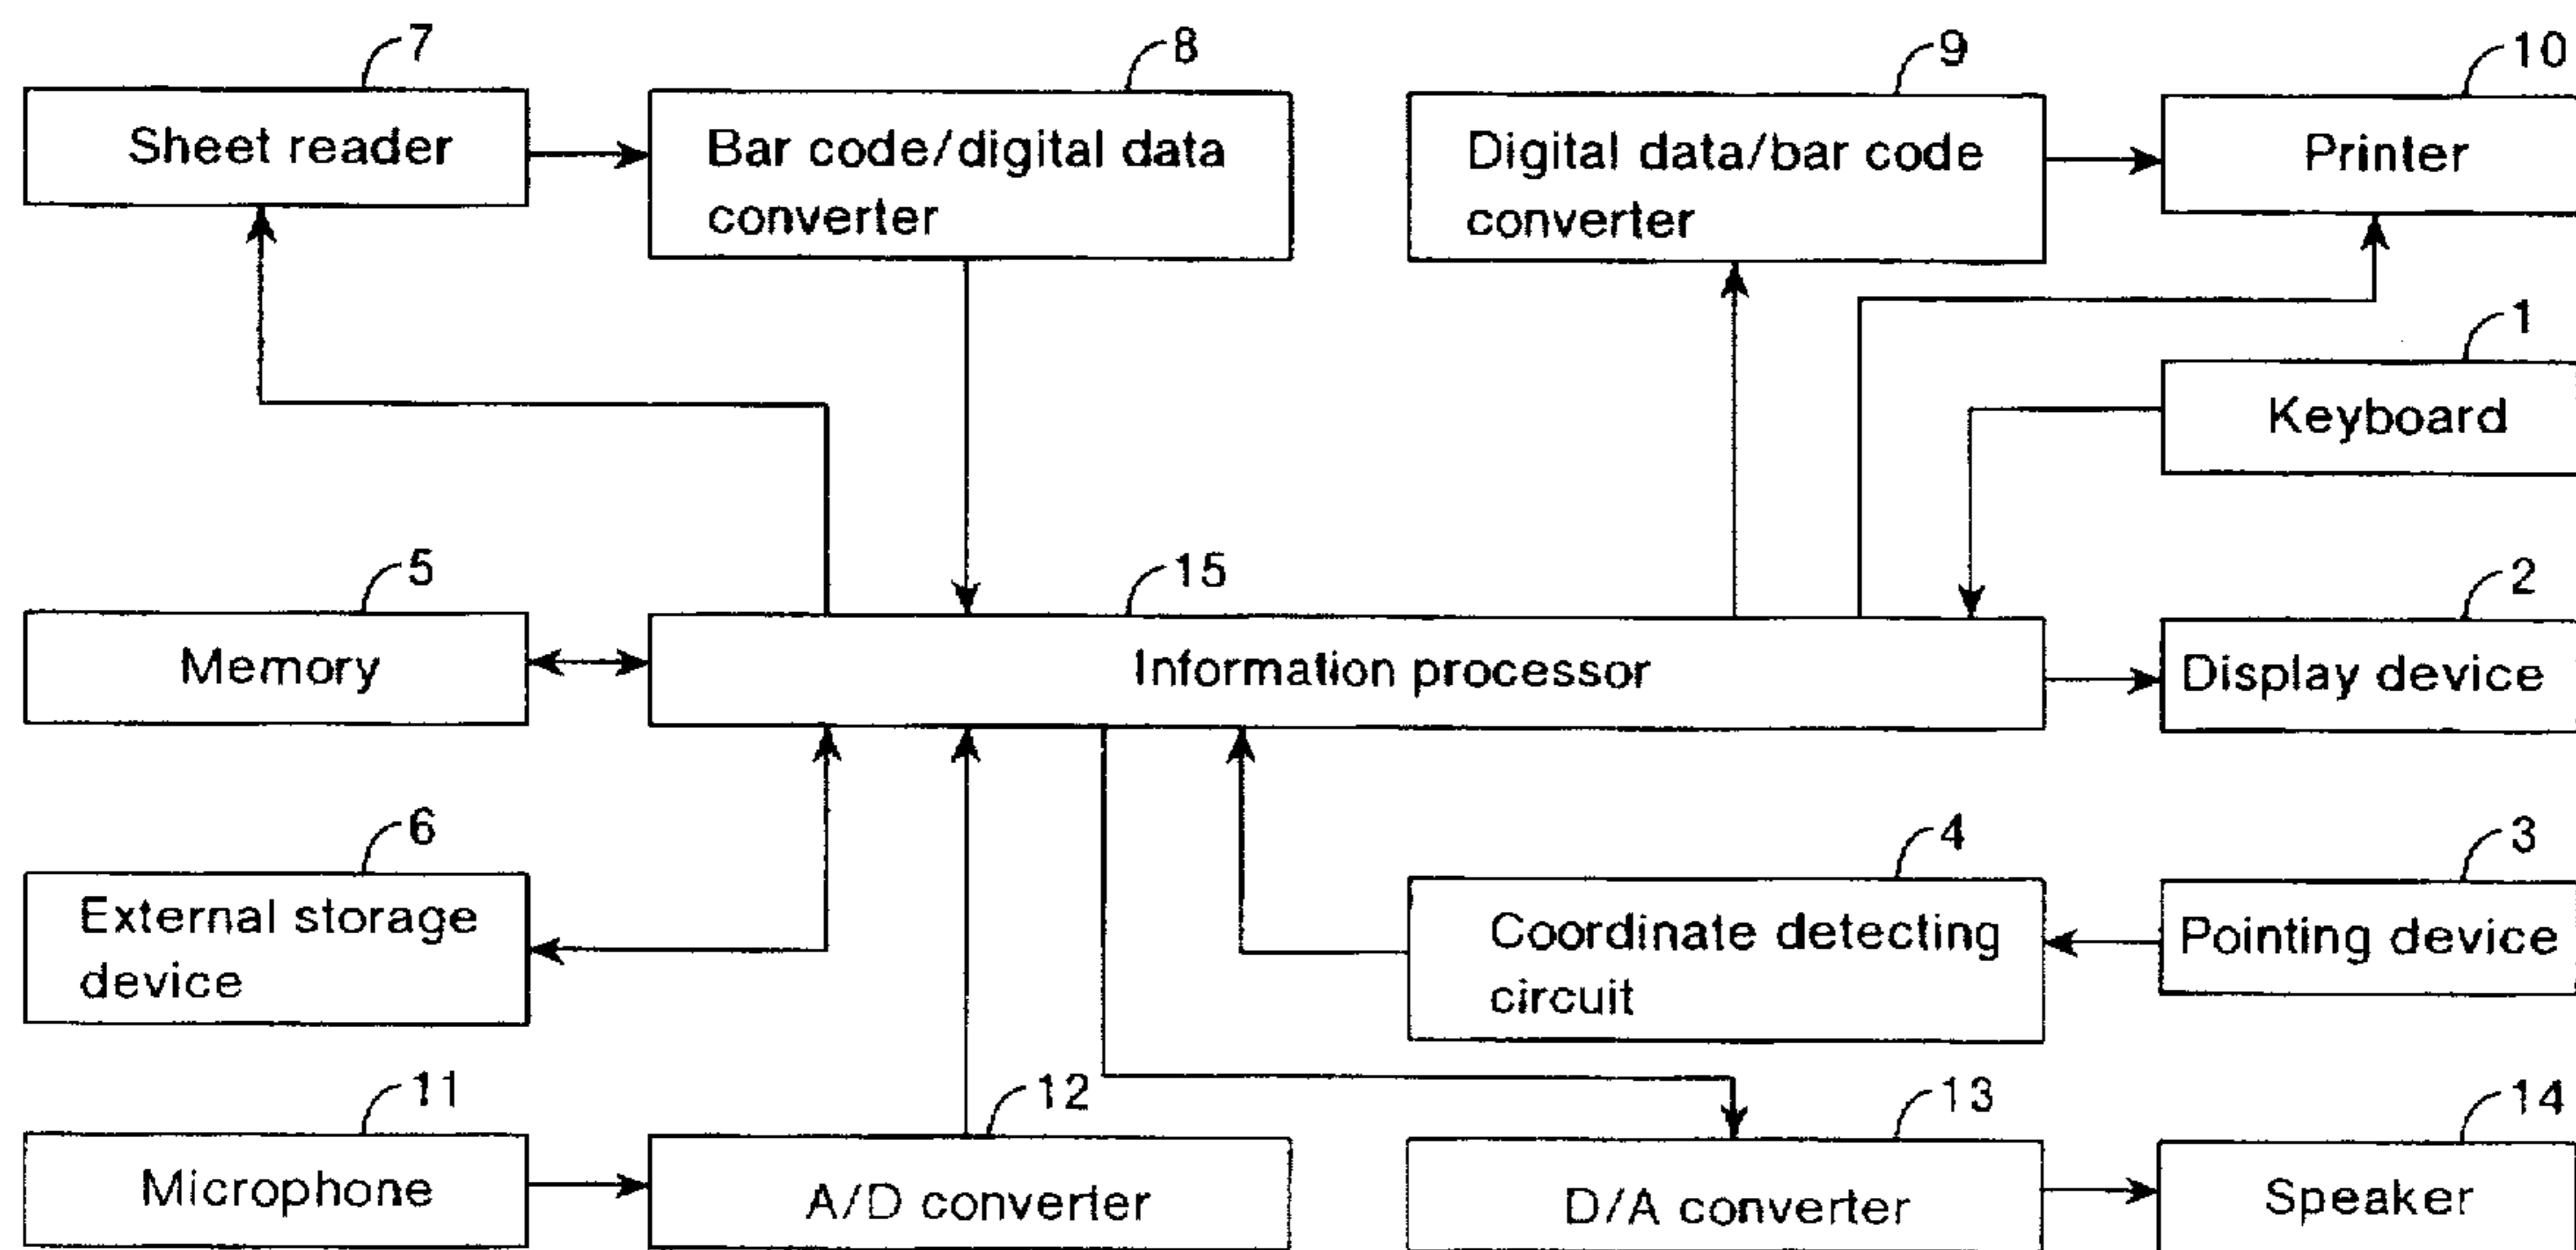 7
8
9
10
Sheet reader
Bar code/digital data
converter
Digital data/bar code
converter
Printer
1
Keyboard
5
15
2
Memory
Information processor
Display device
6
4
3
External storage
device
Coordinate detecting
circuit
Pointing device
11
12
13
14
Microphone
A/D converter
D/A converter
Speaker